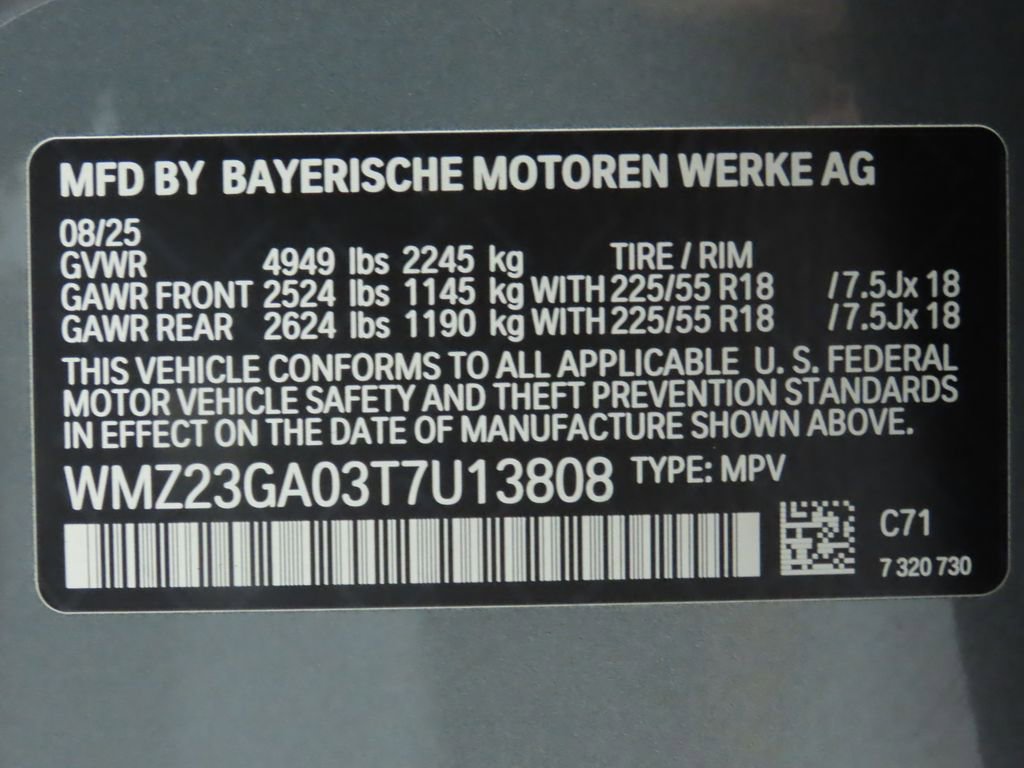 MFD BY BAYERISCHE MOTOREN WERKE AG
08/25
GVWR 4949 lbs 2245 kg TIRE / RIM
GAWR FRONT 2524 lbs 1145 kg WITH 225/55 R18 /7.5Jx 18
GAWR REAR 2624 lbs 1190 kg WITH 225/55 R18 /7.5Jx 18
THIS VEHICLE CONFORMS TO ALL APPLICABLE U. S. FEDERAL
MOTOR VEHICLE SAFETY AND THEFT PREVENTION STANDARDS
IN EFFECT ON THE DATE OF MANUFACTURE SHOWN ABOVE.
WMZ23GA03T7U13808 TYPE: MPV
C71
7 320 730